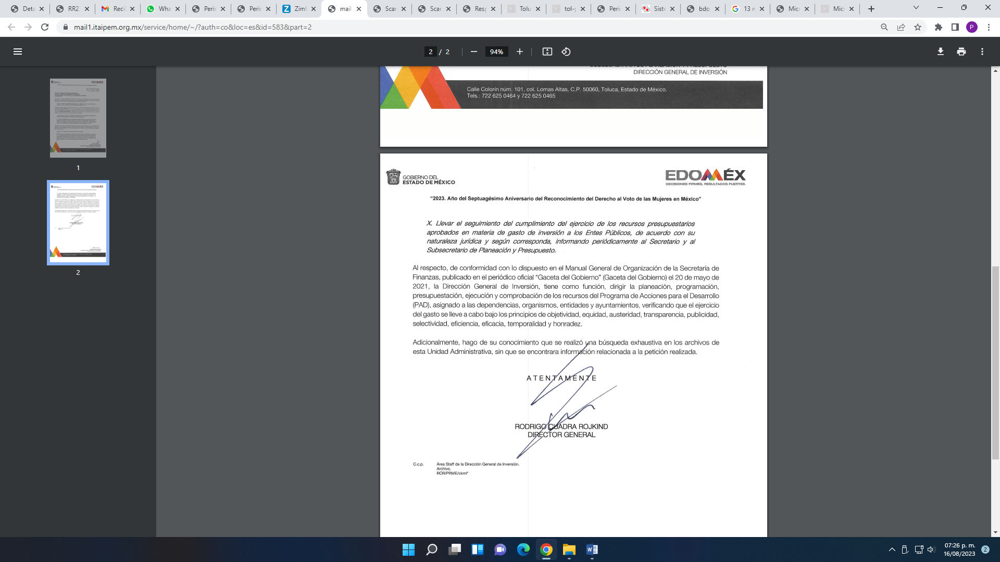 Deta
RR2
Recil
Wha
Peric
Peric
Zimb
mail
Scar
Scar
Resp
Tolu
tol-p
Peric
Siste
bdo
13 n
Micr
Micr
mail1.itaipem.org.mx/service/home/~/?auth=co&loc=es&id=583&part=2
P
2 / 2
94%
1
2
DIRECCIÓN GENERAL DE INVERSIÓN
Calle Colorín núm. 101, col. Lomas Altas, C.P. 50060, Toluca, Estado de México.
Tels.: 722 625 0464 y 722 625 0465
GOBIERNO DEL
ESTADO DE MÉXICO
EDOMÉX
DECISIONES FIRMES, RESULTADOS FUERTES.
“2023. Año del Septuagésimo Aniversario del Reconocimiento del Derecho al Voto de las Mujeres en México”
X. Llevar el seguimiento del cumplimiento del ejercicio de los recursos presupuestarios
aprobados en materia de gasto de inversión a los Entes Públicos, de acuerdo con su
naturaleza jurídica y según corresponda, informando periódicamente al Secretario y al
Subsecretario de Planeación y Presupuesto.
Al respecto, de conformidad con lo dispuesto en el Manual General de Organización de la Secretaría de
Finanzas, publicado en el periódico oficial “Gaceta del Gobierno” (Gaceta del Gobierno) el 20 de mayo de
2021, la Dirección General de Inversión, tiene como función, dirigir la planeación, programación,
presupuestación, ejecución y comprobación de los recursos del Programa de Acciones para el Desarrollo
(PAD), asignado a las dependencias, organismos, entidades y ayuntamientos, verificando que el ejercicio
del gasto se lleve a cabo bajo los principios de objetividad, equidad, austeridad, transparencia, publicidad,
selectividad, eficiencia, eficacia, temporalidad y honradez.
Adicionalmente, hago de su conocimiento que se realizó una búsqueda exhaustiva en los archivos de
esta Unidad Administrativa, sin que se encontrara información relacionada a la petición realizada.
A T E N T A M E N T E
RODRIGO CUADRA ROJKIND
DIRECTOR GENERAL
C.c.p. Área Staff de la Dirección General de Inversión.
Archivo.
RCR/PRME/ckml*
07:26 p. m.
16/08/2023
2